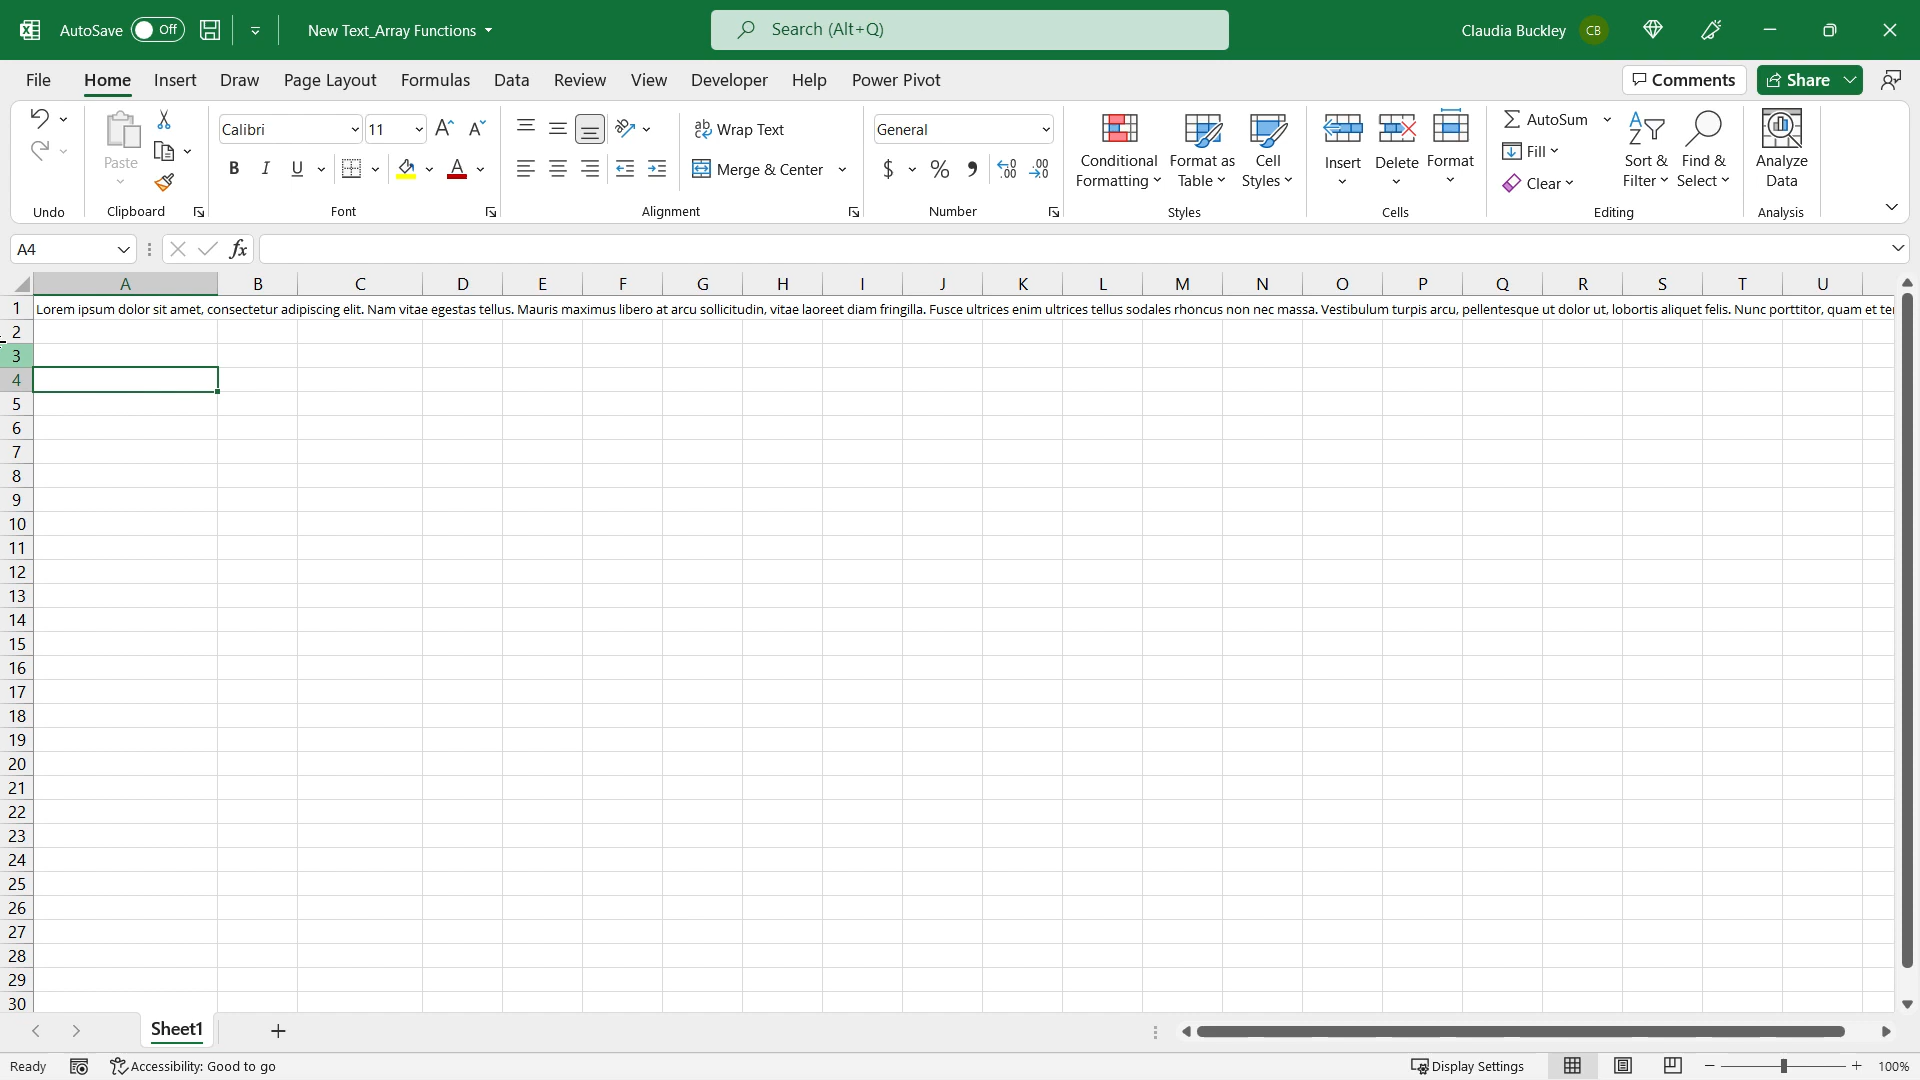 AutoSave Off New Text_Array Functions Search (Alt+Q) Claudia Buckley CB
File Home Insert Draw Page Layout Formulas Data Review View Developer Help Power Pivot Comments Share
Calibri 11 Wrap Text General AutoSum
Paste B I U Merge & Center $ % Conditional Formatting Format as Table Cell Styles Insert Delete Format Fill Sort & Filter Find & Select Analyze Data
Clear
Undo Clipboard Font Alignment Number Styles Cells Editing Analysis
A4 fx
A B C D E F G H I J K L M N O P Q R S T U
1 Lorem ipsum dolor sit amet, consectetur adipiscing elit. Nam vitae egestas tellus. Mauris maximus libero at arcu sollicitudin, vitae laoreet diam fringilla. Fusce ultrices enim ultrices tellus sodales rhoncus non nec massa. Vestibulum turpis arcu, pellentesque ut dolor ut, lobortis aliquet felis. Nunc porttitor, quam et te
2
3
4
5
6
7
8
9
10
11
12
13
14
15
16
17
18
19
20
21
22
23
24
25
26
27
28
29
30
Sheet1
Ready Accessibility: Good to go Display Settings 100%